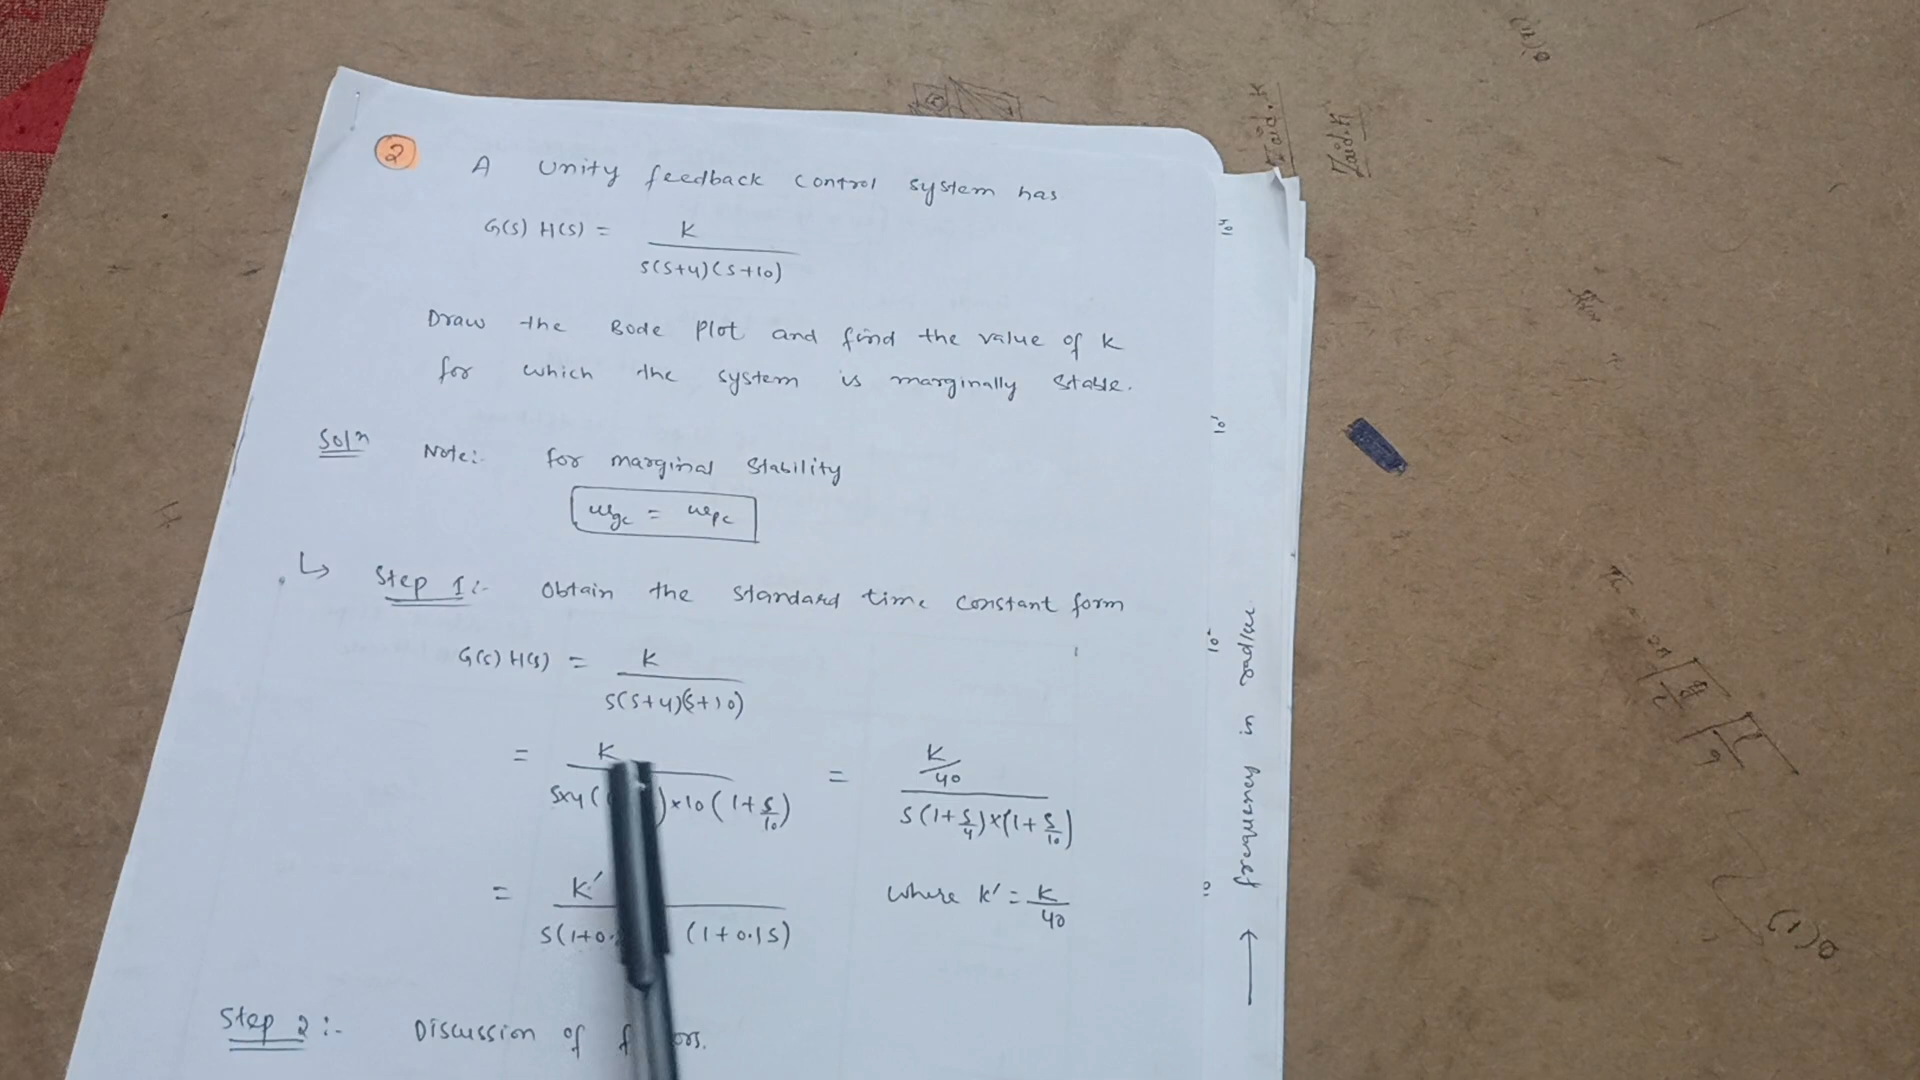 2
A Unity feedback control system has
G(s) H(s) = K
s(s+4)(s+10)
Draw the Bode Plot and find the value of K
for which the system is marginally stable.
Soln Note:- for marginal stability
ωgc = ωpc
↳ Step 1:- Obtain the standard time constant form
G(s) H(s) = K
s(s+4)(s+10)
= K = K/40
s×4( )×10(1+s/10) s(1+s/4)×(1+s/10)
= K' where K' = K/40
s(1+0. (1+0.1s)
Step 2:- Discussion of
frequency in rad/sec
Zaid.K
Zaid.K